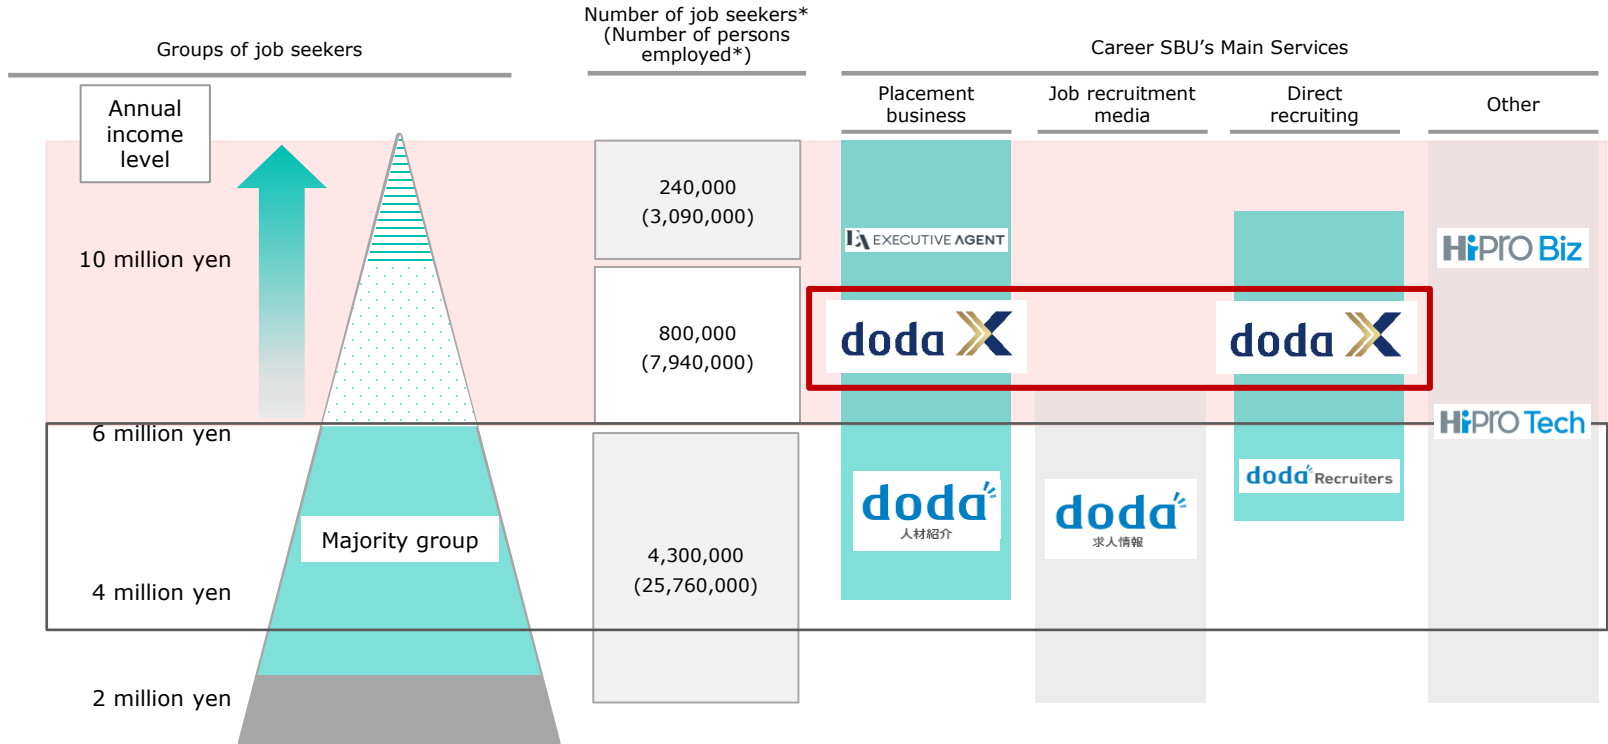 Groups of job seekers
Number of job seekers*
(Number of persons
employed*)
Career SBU's Main Services
Placement
business
Job recruitment
media
Direct
recruiting
Other
Annual
income
level
10 million yen
6 million yen
4 million yen
2 million yen
Majority group
240,000
(3,090,000)
800,000
(7,940,000)
4,300,000
(25,760,000)
EA EXECUTIVE AGENT
doda X
doda X
HiPRO Biz
HiPRO Tech
doda
人材紹介
doda
求人情報
doda Recruiters